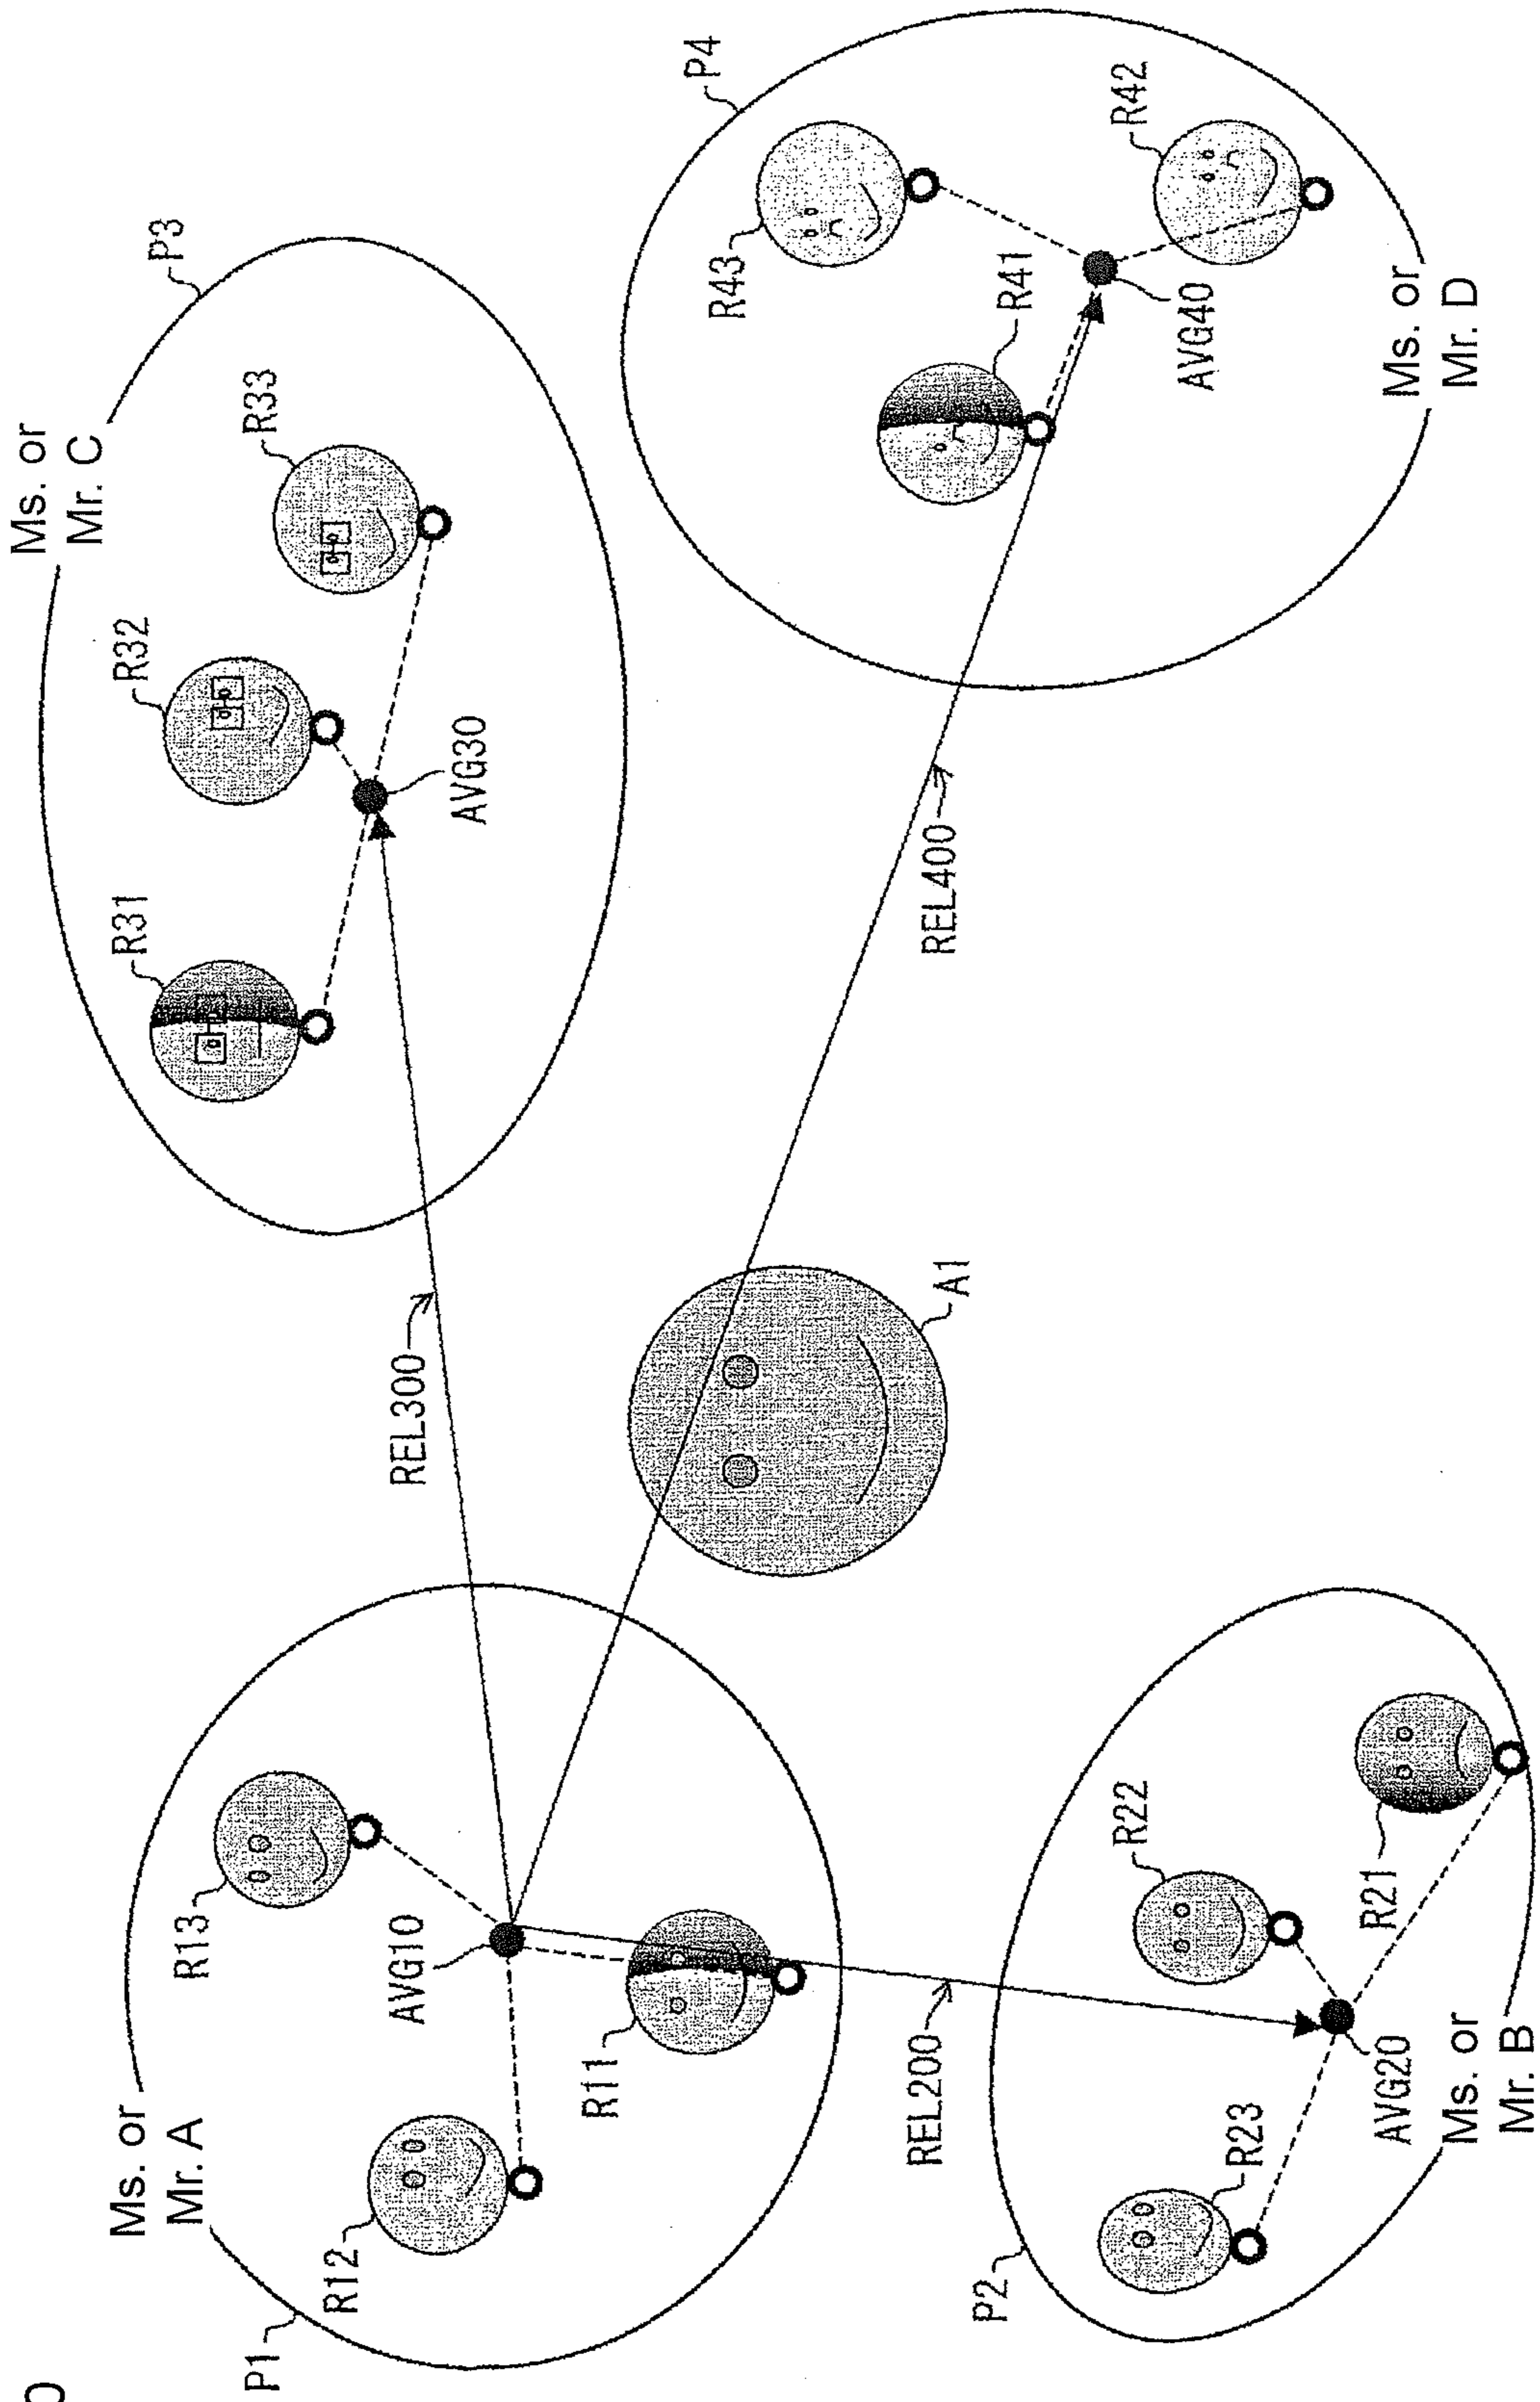 Ms. or
Mr. A
P1
R12
R13
AVG10
R11
REL300
Ms. or
Mr. C
P3
R31
R32
R33
AVG30
A1
REL400
P4
R43
R41
R42
AVG40
Ms. or
Mr. D
REL200
P2
R23
R22
R21
AVG20
Ms. or
Mr. B